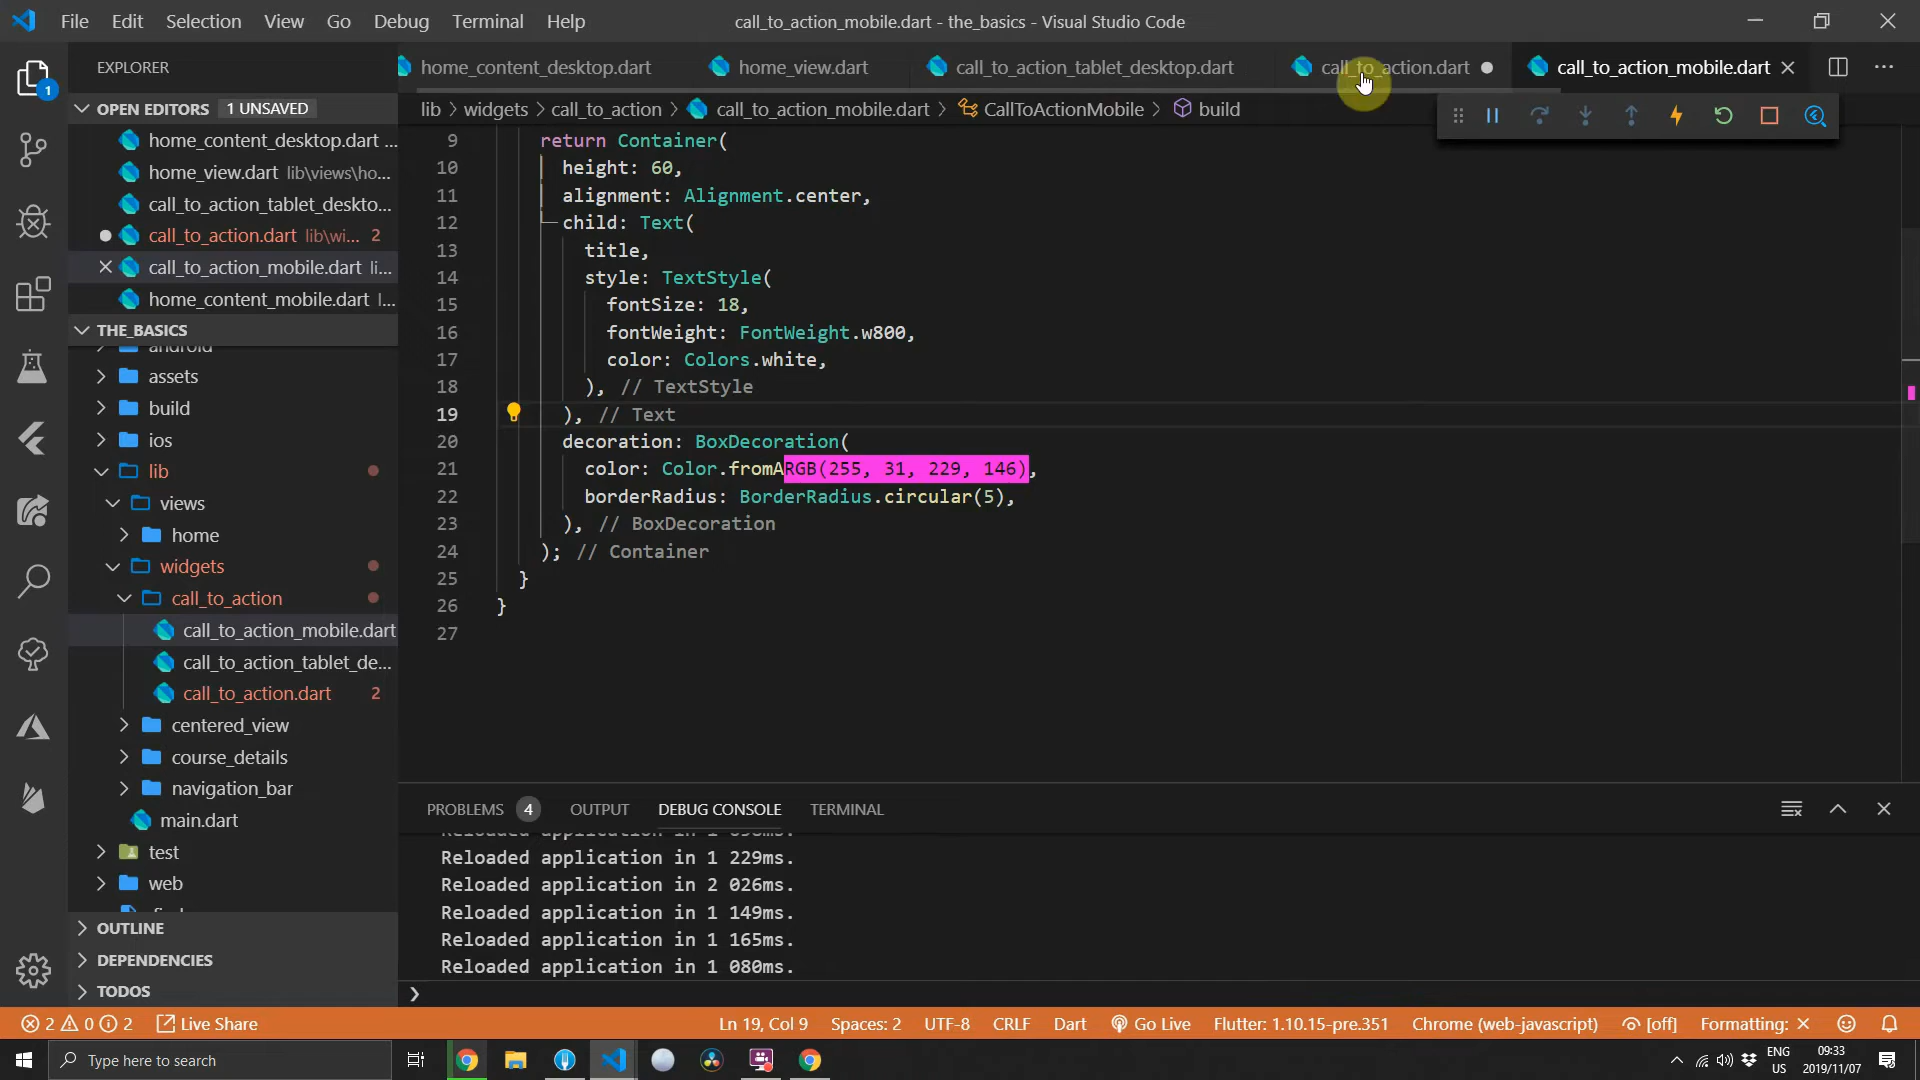 File Edit Selection View Go Debug Terminal Help
call_to_action_mobile.dart - the_basics - Visual Studio Code
EXPLORER
home_content_desktop.dart
home_view.dart
call_to_action_tablet_desktop.dart
call_to_action.dart
call_to_action_mobile.dart
1
OPEN EDITORS 1 UNSAVED
home_content_desktop.dart ...
home_view.dart lib\views\ho...
call_to_action_tablet_deskto...
call_to_action.dart lib\wi... 2
call_to_action_mobile.dart li...
home_content_mobile.dart l...
THE_BASICS
android
assets
build
ios
lib
views
home
widgets
call_to_action
call_to_action_mobile.dart
call_to_action_tablet_de...
call_to_action.dart 2
centered_view
course_details
navigation_bar
main.dart
test
web
OUTLINE
DEPENDENCIES
TODOS
lib > widgets > call_to_action > call_to_action_mobile.dart > CallToActionMobile > build
9 return Container(
10 height: 60,
11 alignment: Alignment.center,
12 child: Text(
13 title,
14 style: TextStyle(
15 fontSize: 18,
16 fontWeight: FontWeight.w800,
17 color: Colors.white,
18 ), // TextStyle
19 ), // Text
20 decoration: BoxDecoration(
21 color: Color.fromARGB(255, 31, 229, 146),
22 borderRadius: BorderRadius.circular(5),
23 ), // BoxDecoration
24 ); // Container
25 }
26 }
27
PROBLEMS 4 OUTPUT DEBUG CONSOLE TERMINAL
Reloaded application in 1 229ms.
Reloaded application in 2 026ms.
Reloaded application in 1 149ms.
Reloaded application in 1 165ms.
Reloaded application in 1 080ms.
2 0 2 Live Share Ln 19, Col 9 Spaces: 2 UTF-8 CRLF Dart Go Live Flutter: 1.10.15-pre.351 Chrome (web-javascript) [off] Formatting: ×
Type here to search
ENG
US
09:33
2019/11/07